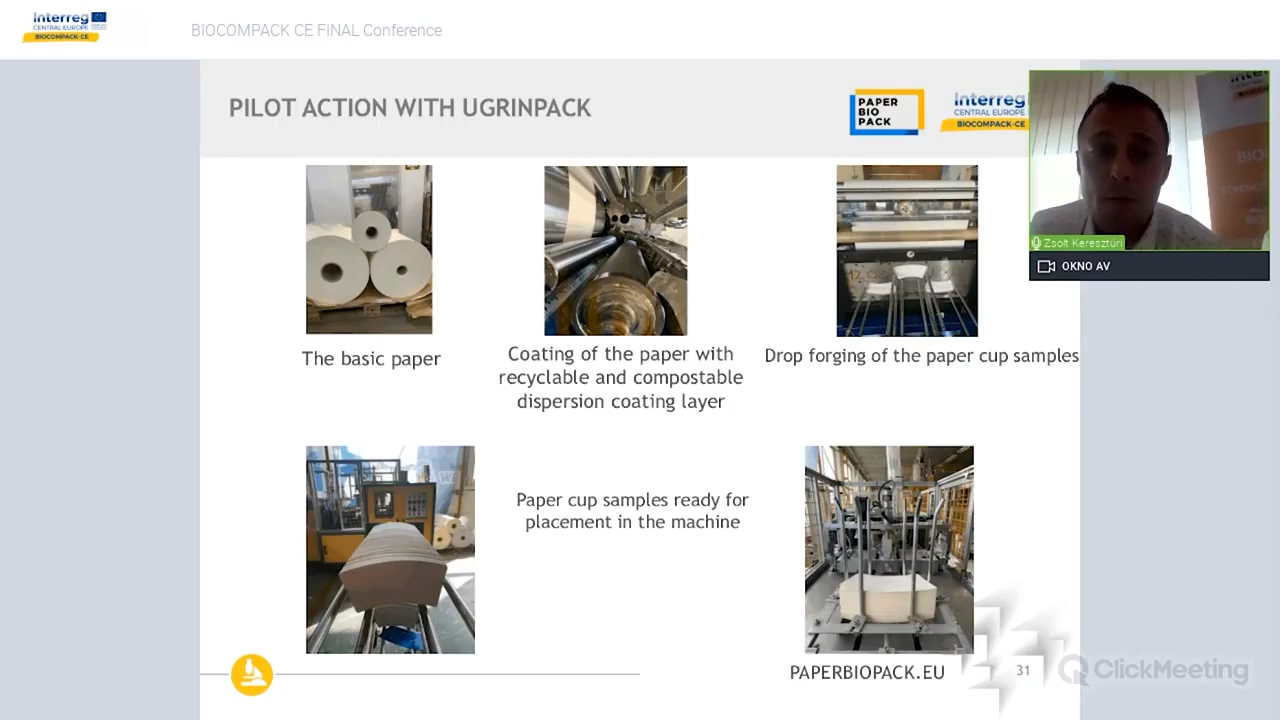 Interreg
CENTRAL EUROPE
BIOCOMPACK-CE
BIOCOMPACK CE FINAL Conference
PILOT ACTION WITH UGRINPACK
PAPER
BIO
PACK
Interreg
CENTRAL EUROPE
BIOCOMPACK-CE
Zsolt Keresztúri
OKNO AV
The basic paper
Coating of the paper with
recyclable and compostable
dispersion coating layer
Drop forging of the paper cup samples
Paper cup samples ready for
placement in the machine
PAPERBIOPACK.EU
31
ClickMeeting